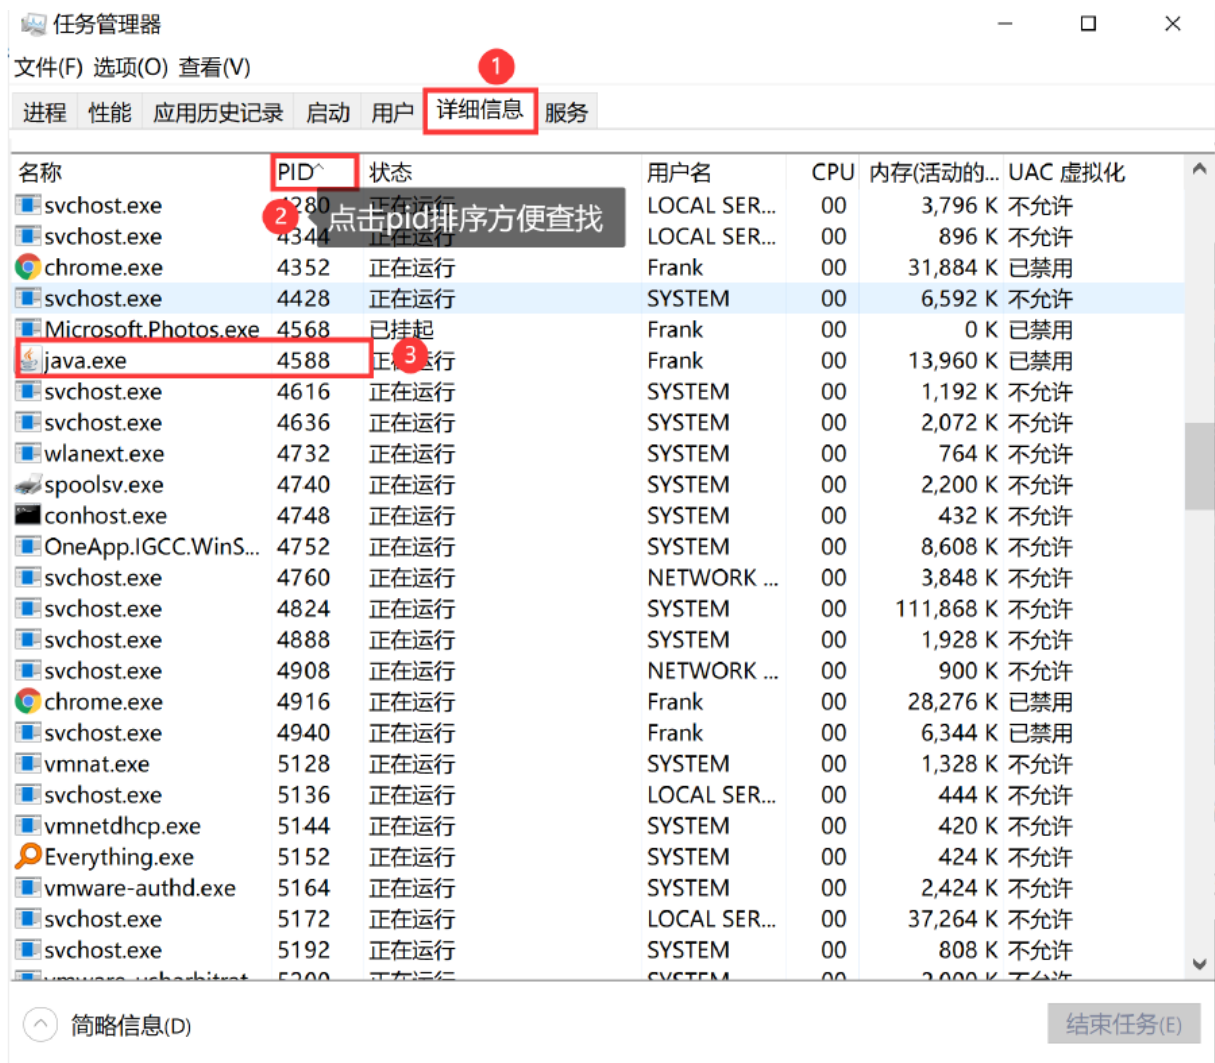 任务管理器
文件(F) 选项(O) 查看(V)
1
进程 性能 应用历史记录 启动 用户 详细信息 服务
名称 PID 状态 用户名 CPU 内存(活动的... UAC 虚拟化
svchost.exe 4280 LOCAL SER... 00 3,796 K 不允许
2 点击pid排序方便查找
svchost.exe 4344 正在运行 LOCAL SER... 00 896 K 不允许
chrome.exe 4352 正在运行 Frank 00 31,884 K 已禁用
svchost.exe 4428 正在运行 SYSTEM 00 6,592 K 不允许
Microsoft.Photos.exe 4568 已挂起 Frank 00 0 K 已禁用
java.exe 4588 正在运行 Frank 00 13,960 K 已禁用
3
svchost.exe 4616 正在运行 SYSTEM 00 1,192 K 不允许
svchost.exe 4636 正在运行 SYSTEM 00 2,072 K 不允许
wlanext.exe 4732 正在运行 SYSTEM 00 764 K 不允许
spoolsv.exe 4740 正在运行 SYSTEM 00 2,200 K 不允许
conhost.exe 4748 正在运行 SYSTEM 00 432 K 不允许
OneApp.IGCC.WinS... 4752 正在运行 SYSTEM 00 8,608 K 不允许
svchost.exe 4760 正在运行 NETWORK ... 00 3,848 K 不允许
svchost.exe 4824 正在运行 SYSTEM 00 111,868 K 不允许
svchost.exe 4888 正在运行 SYSTEM 00 1,928 K 不允许
svchost.exe 4908 正在运行 NETWORK ... 00 900 K 不允许
chrome.exe 4916 正在运行 Frank 00 28,276 K 已禁用
svchost.exe 4940 正在运行 Frank 00 6,344 K 已禁用
vmnat.exe 5128 正在运行 SYSTEM 00 1,328 K 不允许
svchost.exe 5136 正在运行 LOCAL SER... 00 444 K 不允许
vmnetdhcp.exe 5144 正在运行 SYSTEM 00 420 K 不允许
Everything.exe 5152 正在运行 SYSTEM 00 424 K 不允许
vmware-authd.exe 5164 正在运行 SYSTEM 00 2,424 K 不允许
svchost.exe 5172 正在运行 LOCAL SER... 00 37,264 K 不允许
svchost.exe 5192 正在运行 SYSTEM 00 808 K 不允许
正在运行 SYSTEM 00 不允许
简略信息(D) 结束任务(E)